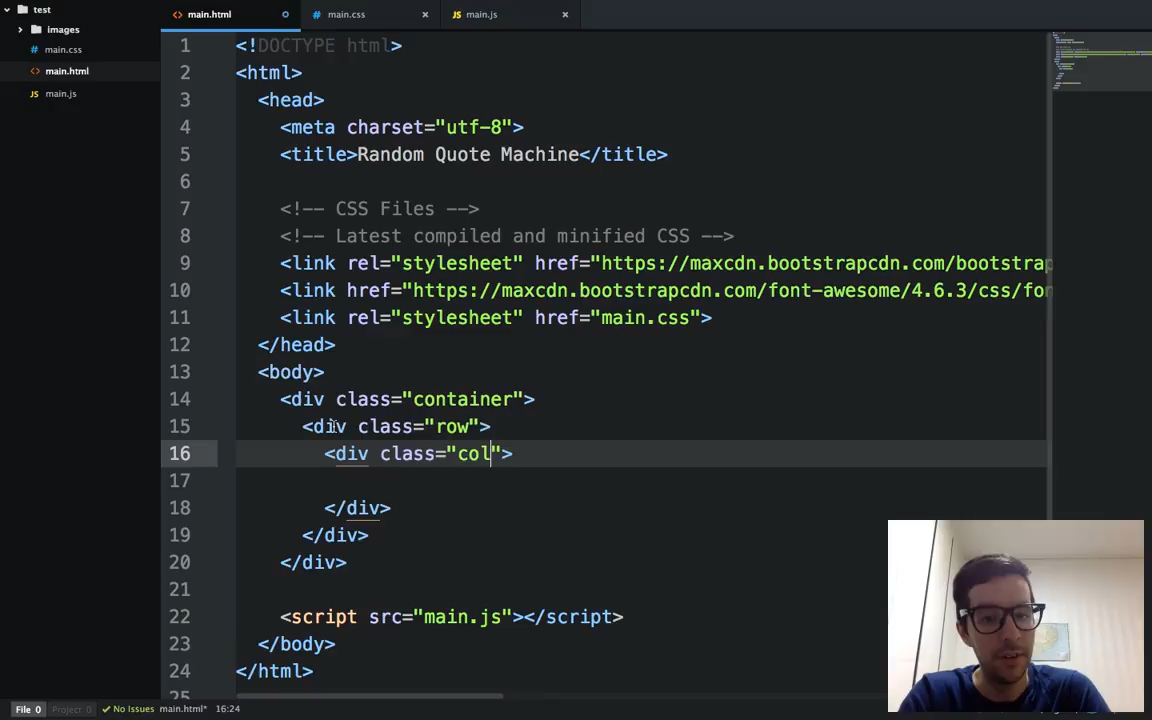 test
main.html
main.css
main.js
images
main.css
main.html
main.js
1 <!DOCTYPE html>
2 <html>
3 <head>
4 <meta charset="utf-8">
5 <title>Random Quote Machine</title>
6
7 <!-- CSS Files -->
8 <!-- Latest compiled and minified CSS -->
9 <link rel="stylesheet" href="https://maxcdn.bootstrapcdn.com/bootstrap
10 <link href="https://maxcdn.bootstrapcdn.com/font-awesome/4.6.3/css/fon
11 <link rel="stylesheet" href="main.css">
12 </head>
13 <body>
14 <div class="container">
15 <div class="row">
16 <div class="col">
17
18 </div>
19 </div>
20 </div>
21
22 <script src="main.js"></script>
23 </body>
24 </html>
25
File 0 Project 0 No Issues main.html* 16:24